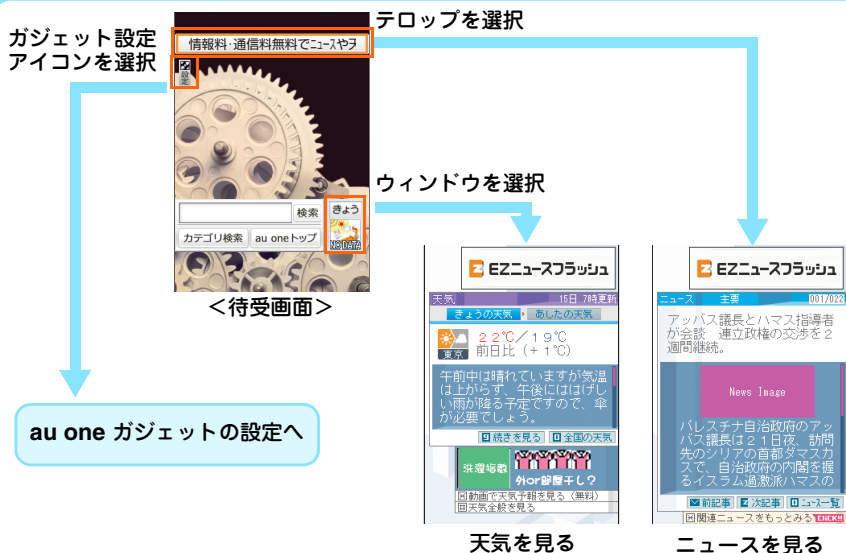 テロップを選択
ガジェット設定
アイコンを選択
情報料･通信料無料でﾆｭｰｽやｦ
設定
ウィンドウを選択
検索
きょう
カテゴリ検索
au oneトップ
NO DATA
＜待受画面＞
au one ガジェットの設定へ
EZニュースフラッシュ
天気
15日 7時更新
きょうの天気
あしたの天気
22℃／19℃
東京
前日比（+1℃）
午前中は晴れていますが気温
は上がらず、午後にははげし
い雨が降る予定ですので、傘
が必要でしょう。
9 続きを見る
0 全国の天気
洗濯指数
外or部屋干し?
動画で天気予報を見る（無料）
天気全般を見る
天気を見る
EZニュースフラッシュ
ニュース
主要
001/022
アッバス議長とハマス指導者
が会談　連立政権の交渉を２
週間継続。
News Image
パレスチナ自治政府のアッ
バス議長は２１日夜、訪問
先のシリアの首都ダマスカ
スで、自治政府の内閣を握
るイスラム過激派ハマスの
前記事
次記事
0 ﾆｭｰｽ一覧
関連ニュースをもっとみる
CLICK!!
ニュースを見る